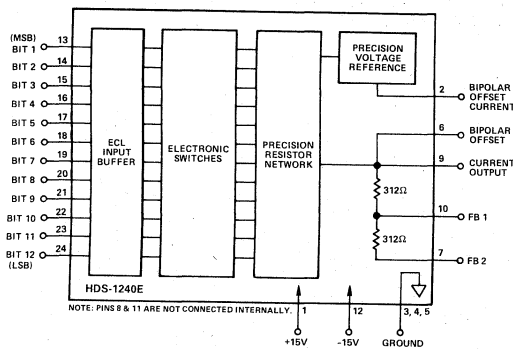 (MSB)
BIT 1 13
BIT 2 14
BIT 3 15
BIT 4 16
BIT 5 17
BIT 6 18
BIT 7 19
BIT 8 20
BIT 9 21
BIT 10 22
BIT 11 23
BIT 12 24
(LSB)
ECL
INPUT
BUFFER
ELECTRONIC
SWITCHES
PRECISION
RESISTOR
NETWORK
PRECISION
VOLTAGE
REFERENCE
2 BIPOLAR
OFFSET
CURRENT
6 BIPOLAR
OFFSET
9 CURRENT
OUTPUT
312Ω
10 FB 1
312Ω
7 FB 2
HDS-1240E
NOTE: PINS 8 & 11 ARE NOT CONNECTED INTERNALLY.
1 12 3, 4, 5
+15V -15V GROUND